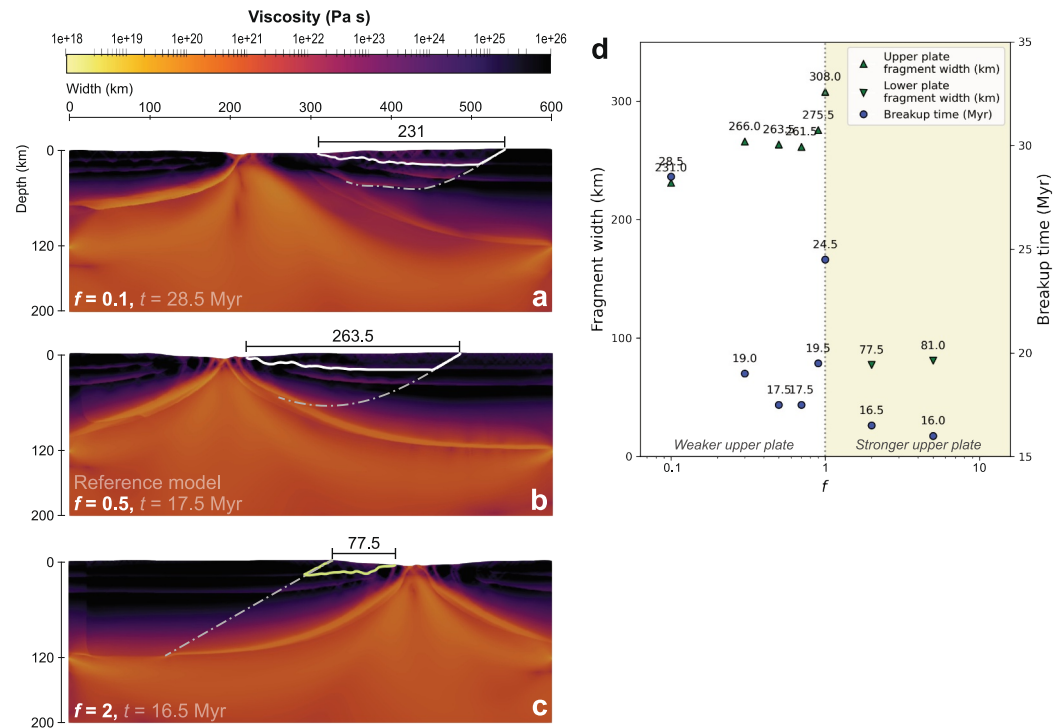 Viscosity (Pa s)
1e+18 1e+19 1e+20 1e+21 1e+22 1e+23 1e+24 1e+25 1e+26
Width (km)
0 100 200 300 400 500 600
231
Depth (km)
0
120
200
f = 0.1, t = 28.5 Myr
a
263.5
0
120
200
Reference model
f = 0.5, t = 17.5 Myr
b
77.5
0
120
200
f = 2, t = 16.5 Myr
c
d
Fragment width (km)
0
100
200
300
Breakup time (Myr)
15
20
25
30
35
Upper plate
fragment width (km)
Lower plate
fragment width (km)
Breakup time (Myr)
308.0
275.5
266.0 263.5 261.5
28.5
231.0
24.5
19.0
17.5 17.5
19.5
77.5
81.0
16.5
16.0
Weaker upper plate
Stronger upper plate
0.1 1 10
f